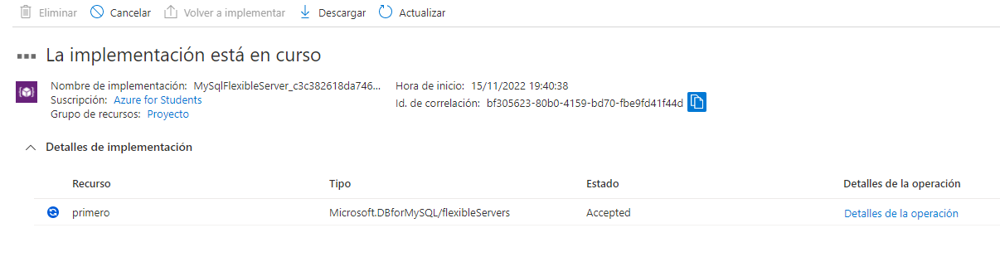 Eliminar Cancelar Volver a implementar Descargar Actualizar
La implementación está en curso
Nombre de implementación: MySqlFlexibleServer_c3c382618da746... Hora de inicio: 15/11/2022 19:40:38
Suscripción: Azure for Students Id. de correlación: bf305623-80b0-4159-bd70-fbe9fd41f44d
Grupo de recursos: Proyecto
Detalles de implementación
Recurso Tipo Estado Detalles de la operación
primero Microsoft.DBforMySQL/flexibleServers Accepted Detalles de la operación